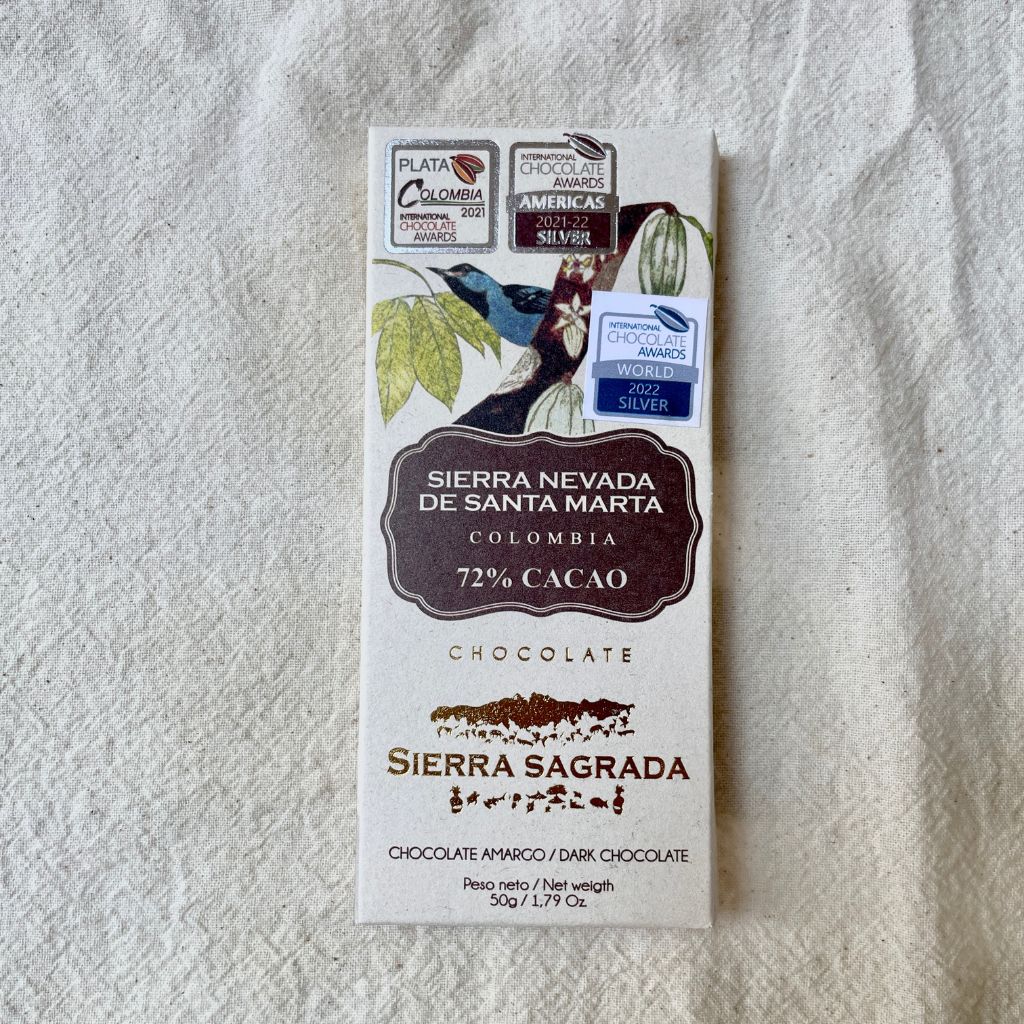 PLATA
COLOMBIA
2021
INTERNATIONAL
CHOCOLATE
AWARDS
INTERNATIONAL
CHOCOLATE
AWARDS
AMERICAS
2021-22
SILVER
INTERNATIONAL
CHOCOLATE
AWARDS
WORLD
2022
SILVER
SIERRA NEVADA
DE SANTA MARTA
COLOMBIA
72% CACAO
CHOCOLATE
SIERRA SAGRADA
CHOCOLATE AMARGO / DARK CHOCOLATE
Peso neto / Net weigth
50g / 1,79 Oz